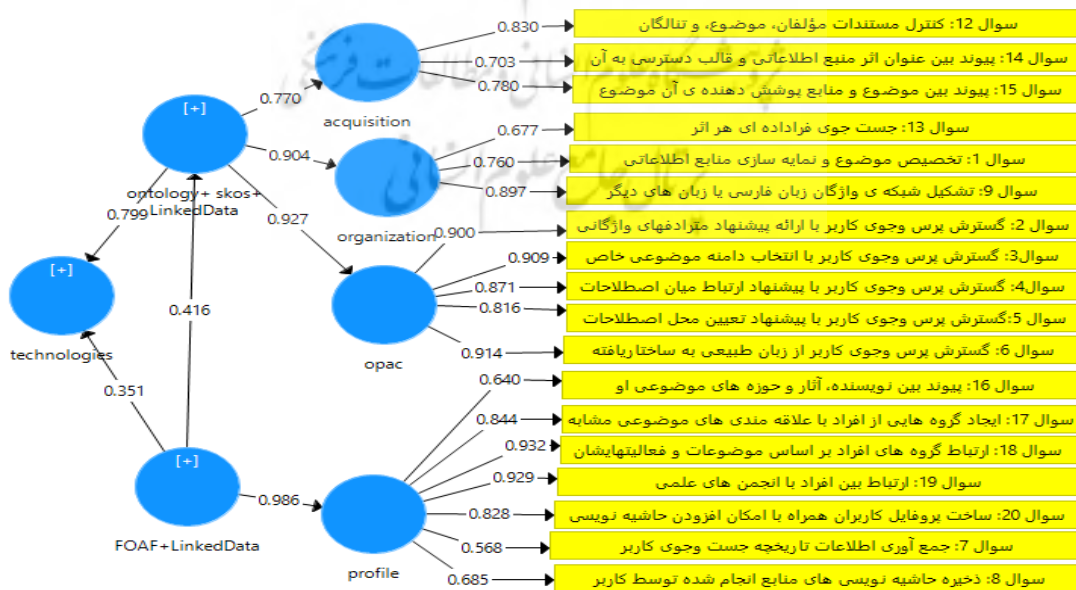 0.830
سوال 12: کنترل مستندات مؤلفان، موضوع، و تنالگان
0.703
سوال 14: پیوند بین عنوان اثر منبع اطلاعاتی و قالب دسترسی به آن
0.780
سوال 15: پیوند بین موضوع و منابع پوشش دهنده ی آن موضوع
acquisition
[+]
0.770
0.677
سوال 13: جست جوی فراداده ای هر اثر
0.904
0.760
سوال 1: تخصیص موضوع و نمایه سازی منابع اطلاعاتی
0.897
سوال 9: تشکیل شبکه ی واژگان زبان فارسی یا زبان های دیگر
ontology+ skos+
LinkedData
0.799
0.927
organization
0.900
سوال 2: گسترش پرس وجوی کاربر با ارائه پیشنهاد مترادفهای واژگانی
0.909
سوال3: گسترش پرس وجوی کاربر با انتخاب دامنه موضوعی خاص
[+]
0.871
سوال4: گسترش پرس وجوی کاربر با پیشنهاد ارتباط میان اصطلاحات
0.416
0.816
سوال 5:گسترش پرس وجوی کاربر با پیشنهاد تعیین محل اصطلاحات
technologies
opac
0.914
سوال 6: گسترش پرس وجوی کاربر از زبان طبیعی به ساختاریافته
0.351
0.640
سوال 16: پیوند بین نویسنده، آثار و حوزه های موضوعی او
0.844
سوال 17: ایجاد گروه هایی از افراد با علاقه مندی های موضوعی مشابه
0.932
سوال 18: ارتباط گروه های افراد بر اساس موضوعات و فعالیتهایشان
[+]
0.929
سوال 19: ارتباط بین افراد با انجمن های علمی
0.986
0.828
سوال 20: ساخت پروفایل کاربران همراه با امکان افزودن حاشیه نویسی
FOAF+LinkedData
0.568
سوال 7: جمع آوری اطلاعات تاریخچه جست وجوی کاربر
profile
0.685
سوال 8: ذخیره حاشیه نویسی های منابع انجام شده توسط کاربر
پژوهشگاه علوم انسانی و مطالعات فرهنگی
پرتال جامع علوم انسانی